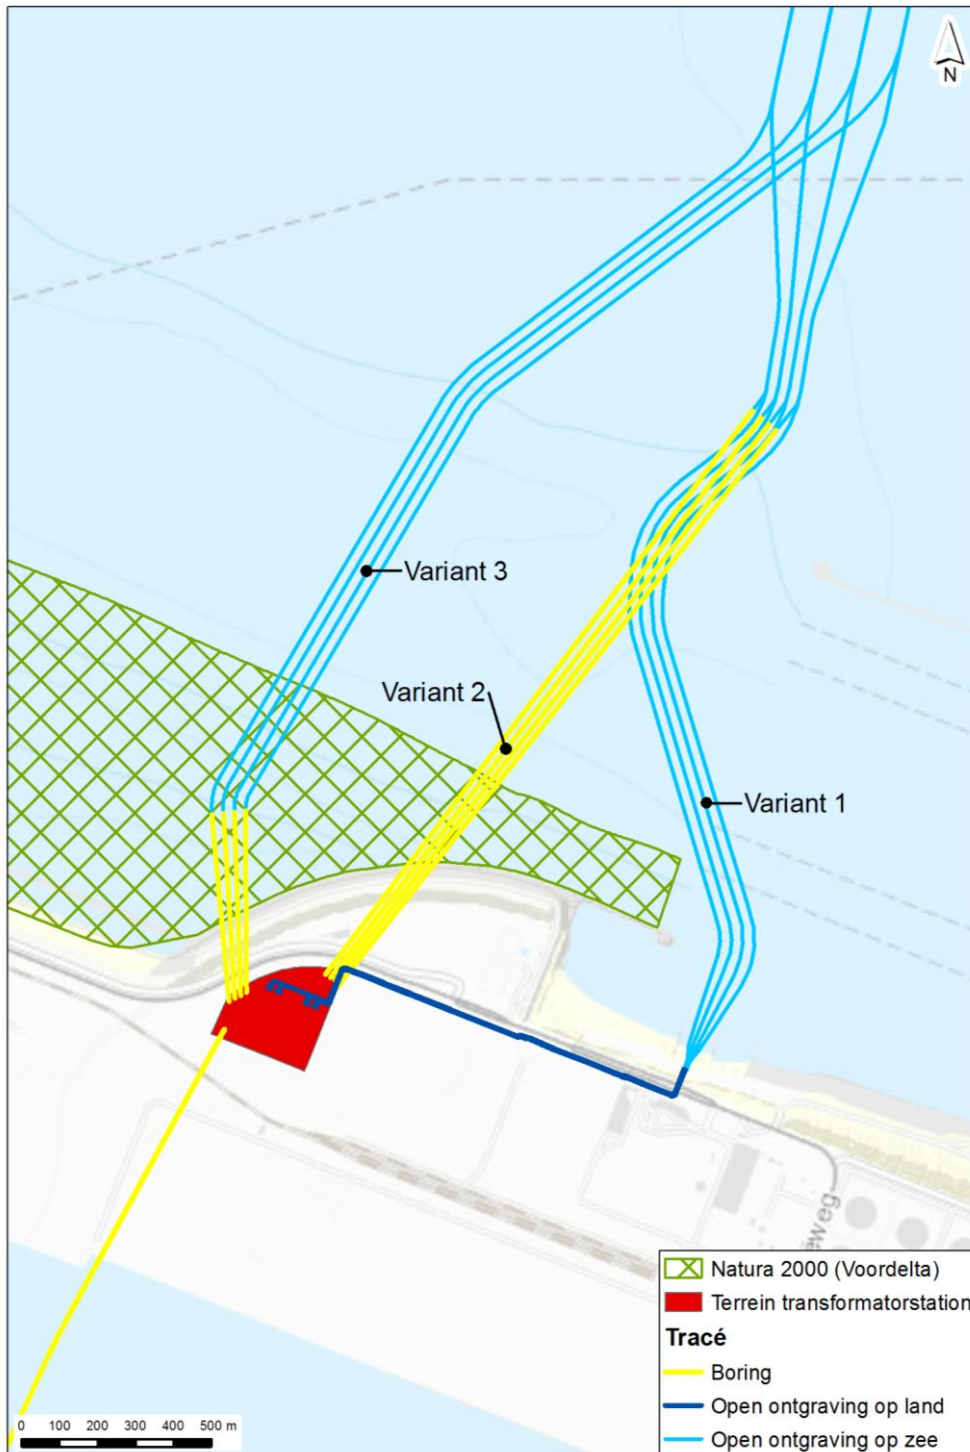 N
Variant 3
Variant 2
Variant 1
eweg
Natura 2000 (Voordelta)
Terrein transformatorstation
Tracé
Boring
Open ontgraving op land
Open ontgraving op zee
0 100 200 300 400 500 m